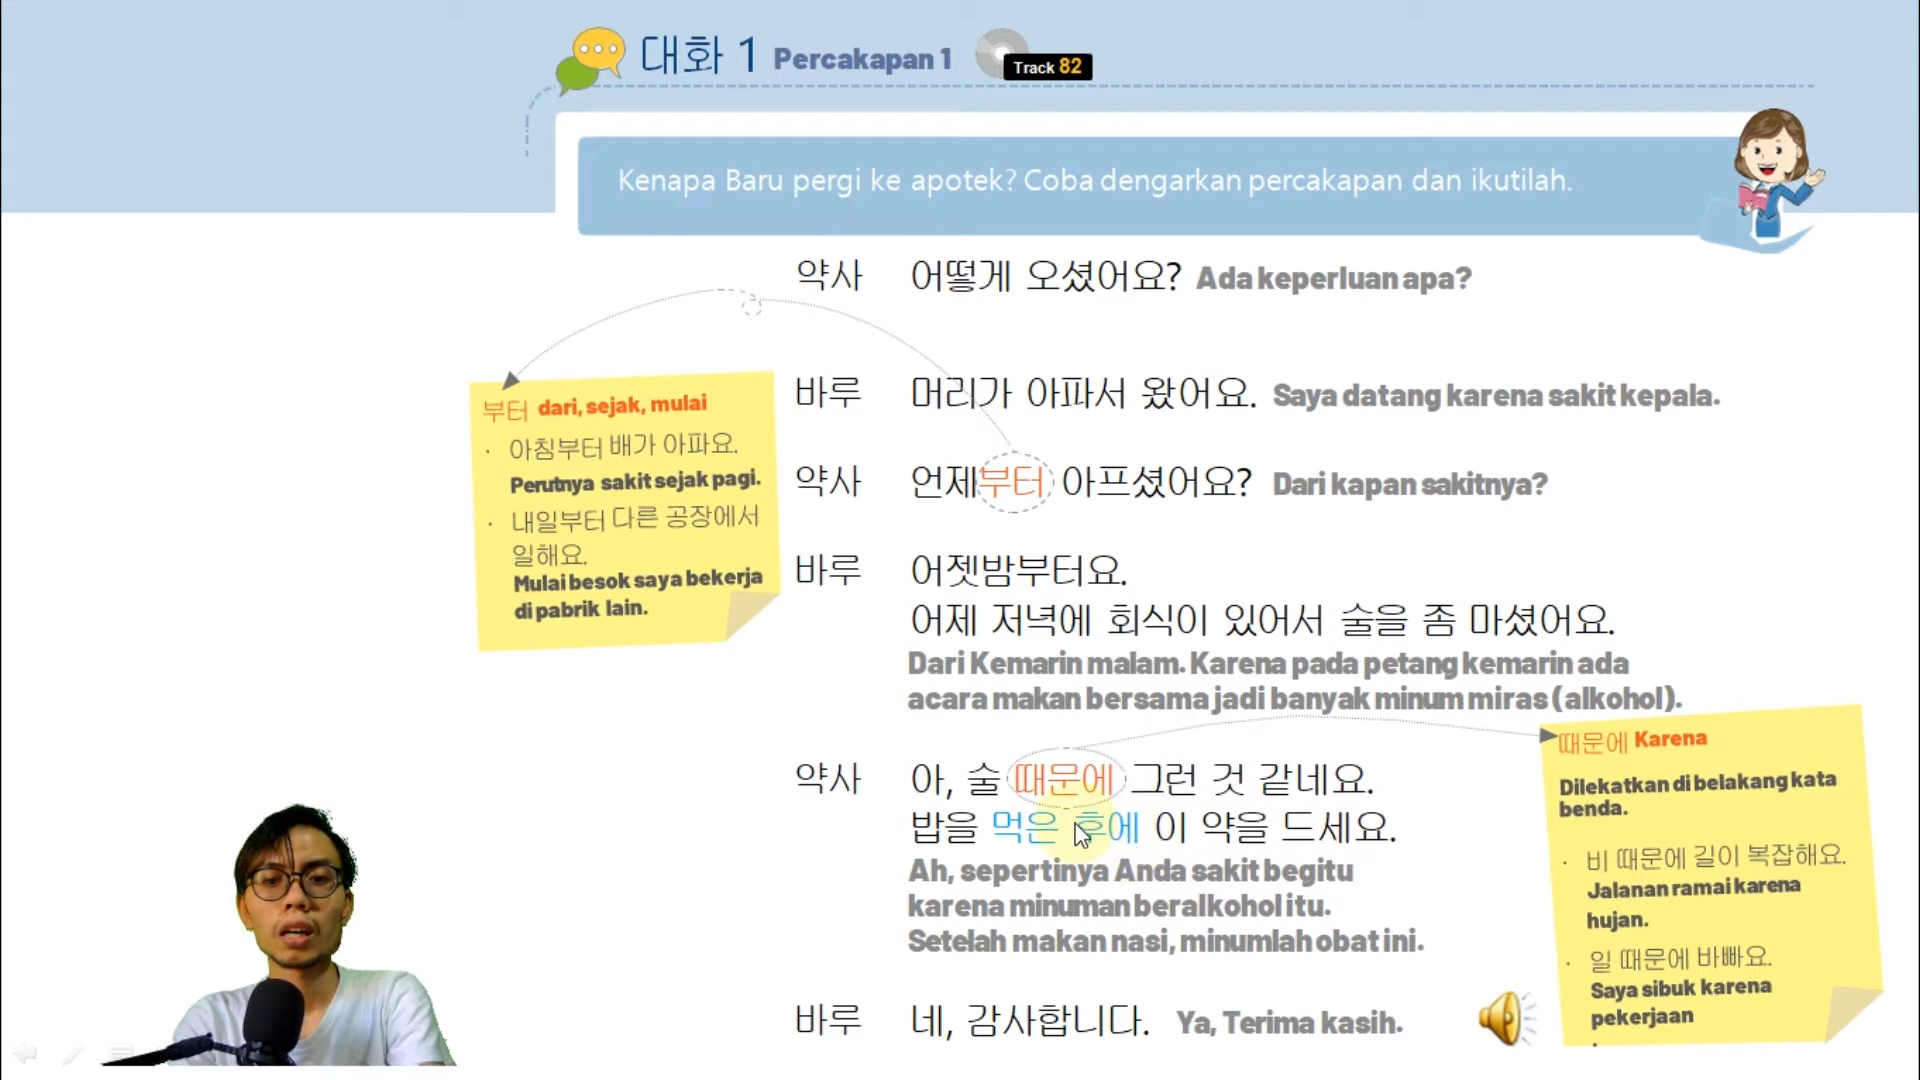 대화 1 Percakapan 1 Track 82
Kenapa Baru pergi ke apotek? Coba dengarkan percakapan dan ikutilah.
약사 어떻게 오셨어요? Ada keperluan apa?
바루 머리가 아파서 왔어요. Saya datang karena sakit kepala.
약사 언제부터 아프셨어요? Dari kapan sakitnya?
바루 어젯밤부터요.
어제 저녁에 회식이 있어서 술을 좀 마셨어요.
Dari Kemarin malam. Karena pada petang kemarin ada
acara makan bersama jadi banyak minum miras (alkohol).
약사 아, 술 때문에 그런 것 같네요.
밥을 먹은 후에 이 약을 드세요.
Ah, sepertinya Anda sakit begitu
karena minuman beralkohol itu.
Setelah makan nasi, minumlah obat ini.
바루 네, 감사합니다. Ya, Terima kasih.
부터 dari, sejak, mulai
· 아침부터 배가 아파요.
Perutnya sakit sejak pagi.
· 내일부터 다른 공장에서
일해요.
Mulai besok saya bekerja
di pabrik lain.
때문에 Karena
Dilekatkan di belakang kata
benda.
· 비 때문에 길이 복잡해요.
Jalanan ramai karena
hujan.
· 일 때문에 바빠요.
Saya sibuk karena
pekerjaan
.